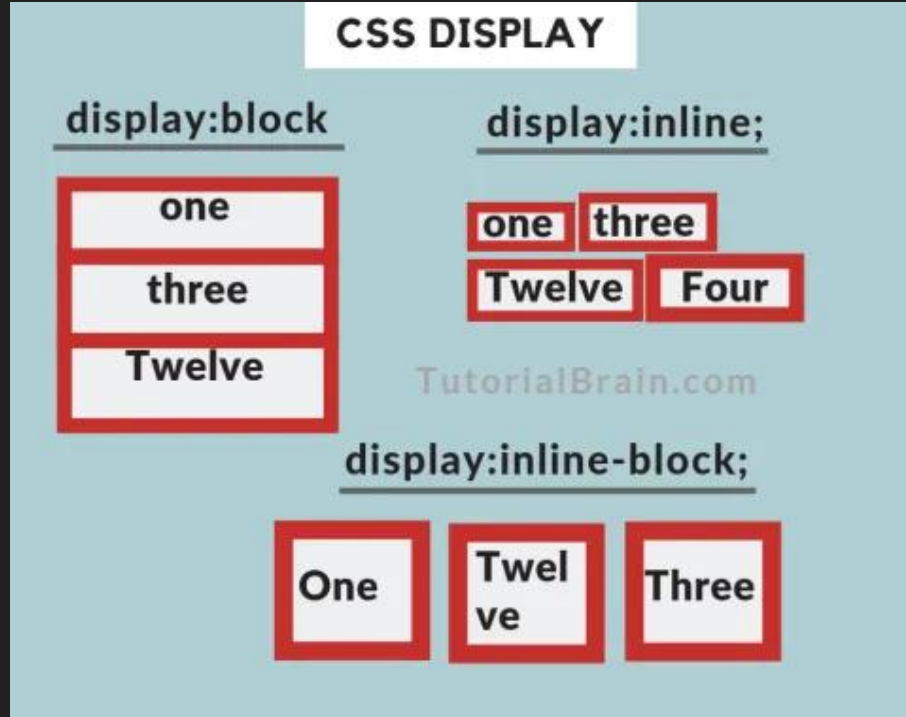 CSS DISPLAY
display:block
one
three
Twelve
display:inline;
one three
Twelve Four
TutorialBrain.com
display:inline-block;
One
Twel
ve
Three